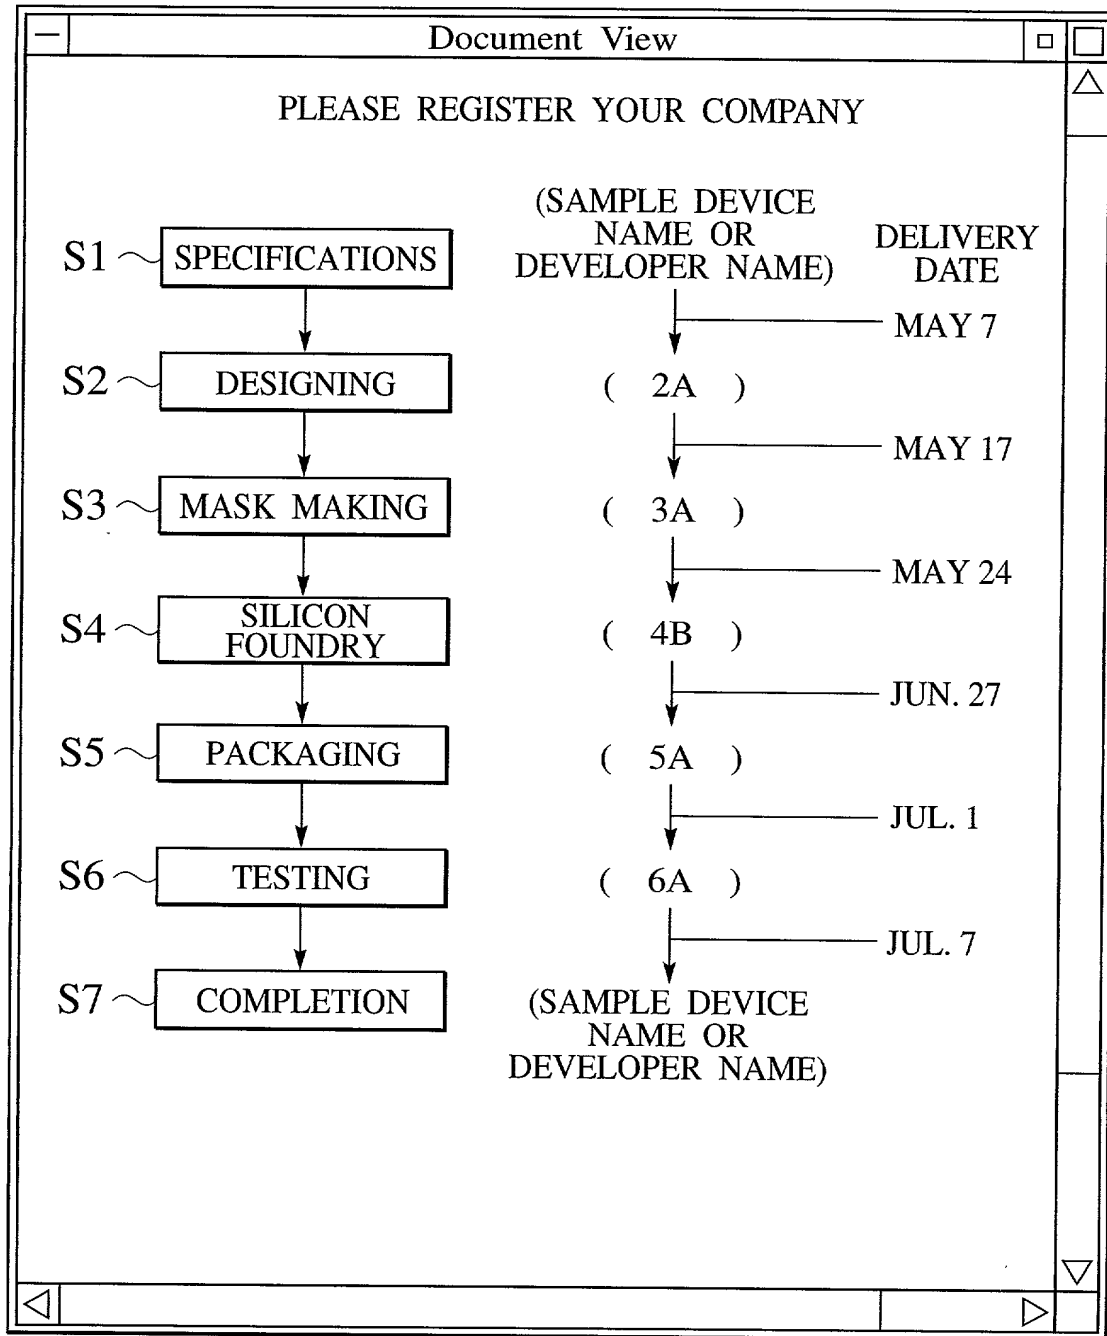 Document View
PLEASE REGISTER YOUR COMPANY
(SAMPLE DEVICE
NAME OR
DEVELOPER NAME)
DELIVERY
DATE
S1 SPECIFICATIONS
MAY 7
S2 DESIGNING ( 2A )
MAY 17
S3 MASK MAKING ( 3A )
MAY 24
S4 SILICON
FOUNDRY ( 4B )
JUN. 27
S5 PACKAGING ( 5A )
JUL. 1
S6 TESTING ( 6A )
JUL. 7
S7 COMPLETION
(SAMPLE DEVICE
NAME OR
DEVELOPER NAME)